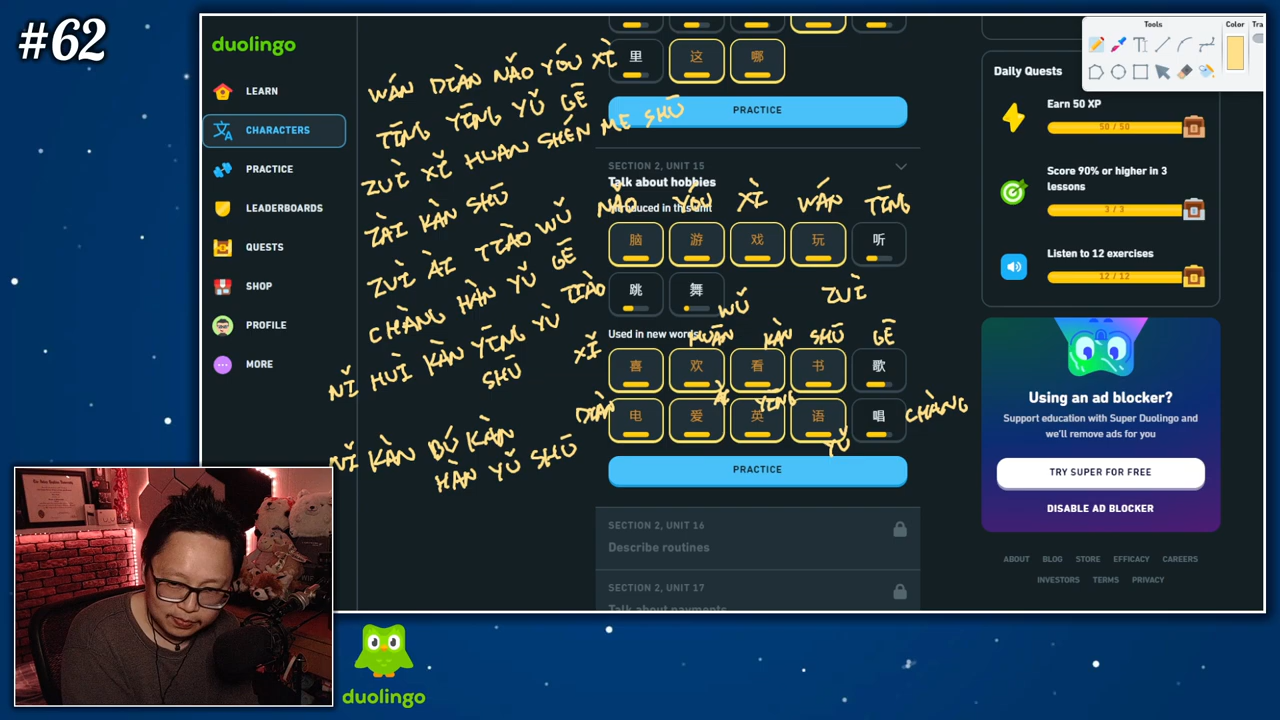 #62
duolingo
LEARN
CHARACTERS
PRACTICE
LEADERBOARDS
QUESTS
SHOP
PROFILE
MORE
WÁN DIÀN NǍO YÓU XÌ
TĪNG YĪNG YǓ GĒ
ZUÌ XǏ HUAN SHÉN ME SHŪ
ZÀI KÀN SHŪ
ZUÌ ÀI TIÀO WǓ
CHÀNG HÀN YǓ GĒ
NǏ HUÌ KÀN YĪNG YÙ
SHŪ
NǏ KÀN BÚ KÀN
HÀN YǓ SHŪ
里 这 哪
PRACTICE
SECTION 2, UNIT 15
Talk about hobbies
NǍO YÓU XÌ WÁN TĪNG
脑 游 戏 玩 听
TIÀO
跳 舞
WǓ ZUÌ
Used in new words
XǏ HUĀN KÀN SHŪ GĒ
喜 欢 看 书 歌
DIÀN ÀI YĪNG
电 爱 英 语 唱
YǓ CHÀNG
PRACTICE
SECTION 2, UNIT 16
Describe routines
SECTION 2, UNIT 17
Talk about payments
Tools
Color
Daily Quests
Earn 50 XP
50 / 50
Score 90% or higher in 3
lessons
3 / 3
Listen to 12 exercises
12 / 12
Using an ad blocker?
Support education with Super Duolingo and
we'll remove ads for you
TRY SUPER FOR FREE
DISABLE AD BLOCKER
ABOUT BLOG STORE EFFICACY CAREERS
INVESTORS TERMS PRIVACY
duolingo